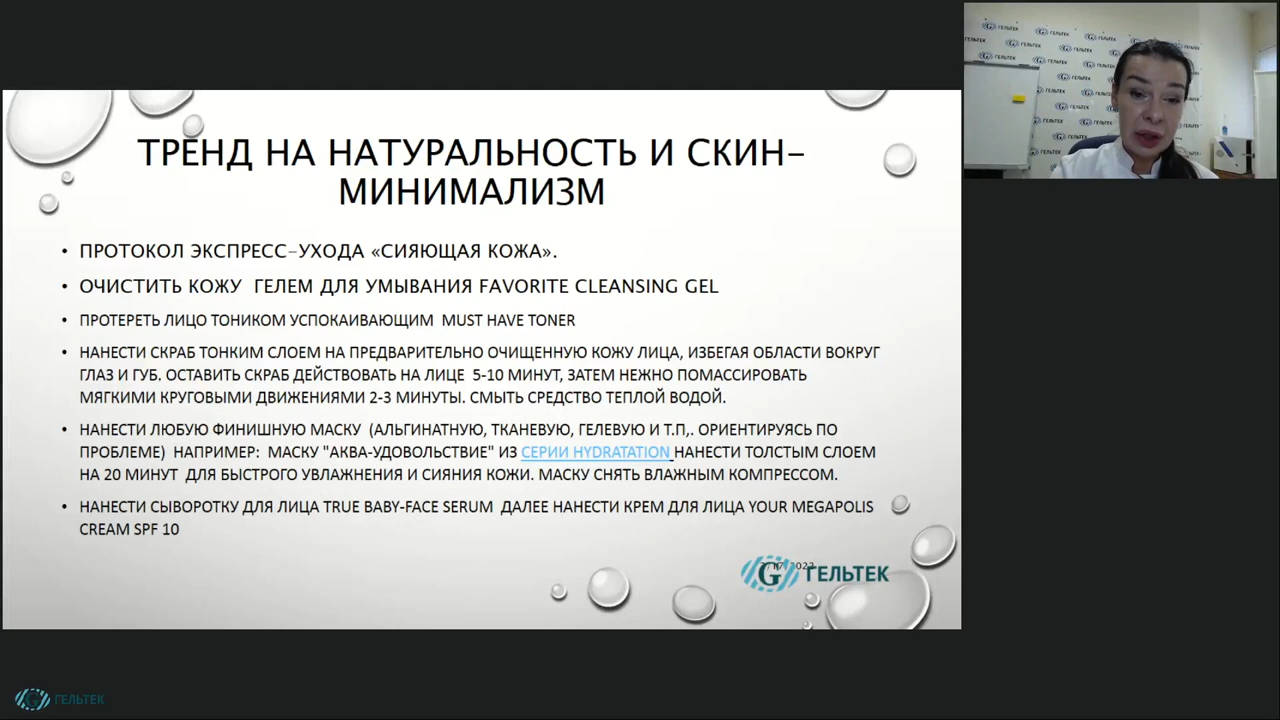 ТРЕНД НА НАТУРАЛЬНОСТЬ И СКИН-
МИНИМАЛИЗМ
• ПРОТОКОЛ ЭКСПРЕСС-УХОДА «СИЯЮЩАЯ КОЖА».
• ОЧИСТИТЬ КОЖУ ГЕЛЕМ ДЛЯ УМЫВАНИЯ FAVORITE CLEANSING GEL
• ПРОТЕРЕТЬ ЛИЦО ТОНИКОМ УСПОКАИВАЮЩИМ MUST HAVE TONER
• НАНЕСТИ СКРАБ ТОНКИМ СЛОЕМ НА ПРЕДВАРИТЕЛЬНО ОЧИЩЕННУЮ КОЖУ ЛИЦА, ИЗБЕГАЯ ОБЛАСТИ ВОКРУГ
ГЛАЗ И ГУБ. ОСТАВИТЬ СКРАБ ДЕЙСТВОВАТЬ НА ЛИЦЕ 5-10 МИНУТ, ЗАТЕМ НЕЖНО ПОМАССИРОВАТЬ
МЯГКИМИ КРУГОВЫМИ ДВИЖЕНИЯМИ 2-3 МИНУТЫ. СМЫТЬ СРЕДСТВО ТЕПЛОЙ ВОДОЙ.
• НАНЕСТИ ЛЮБУЮ ФИНИШНУЮ МАСКУ (АЛЬГИНАТНУЮ, ТКАНЕВУЮ, ГЕЛЕВУЮ И Т.П,. ОРИЕНТИРУЯСЬ ПО
ПРОБЛЕМЕ) НАПРИМЕР: МАСКУ "АКВА-УДОВОЛЬСТВИЕ" ИЗ СЕРИИ HYDRATATION НАНЕСТИ ТОЛСТЫМ СЛОЕМ
НА 20 МИНУТ ДЛЯ БЫСТРОГО УВЛАЖНЕНИЯ И СИЯНИЯ КОЖИ. МАСКУ СНЯТЬ ВЛАЖНЫМ КОМПРЕССОМ.
• НАНЕСТИ СЫВОРОТКУ ДЛЯ ЛИЦА TRUE BABY-FACE SERUM ДАЛЕЕ НАНЕСТИ КРЕМ ДЛЯ ЛИЦА YOUR MEGAPOLIS
CREAM SPF 10
G ГЕЛЬТЕК
ГЕЛЬТЕК